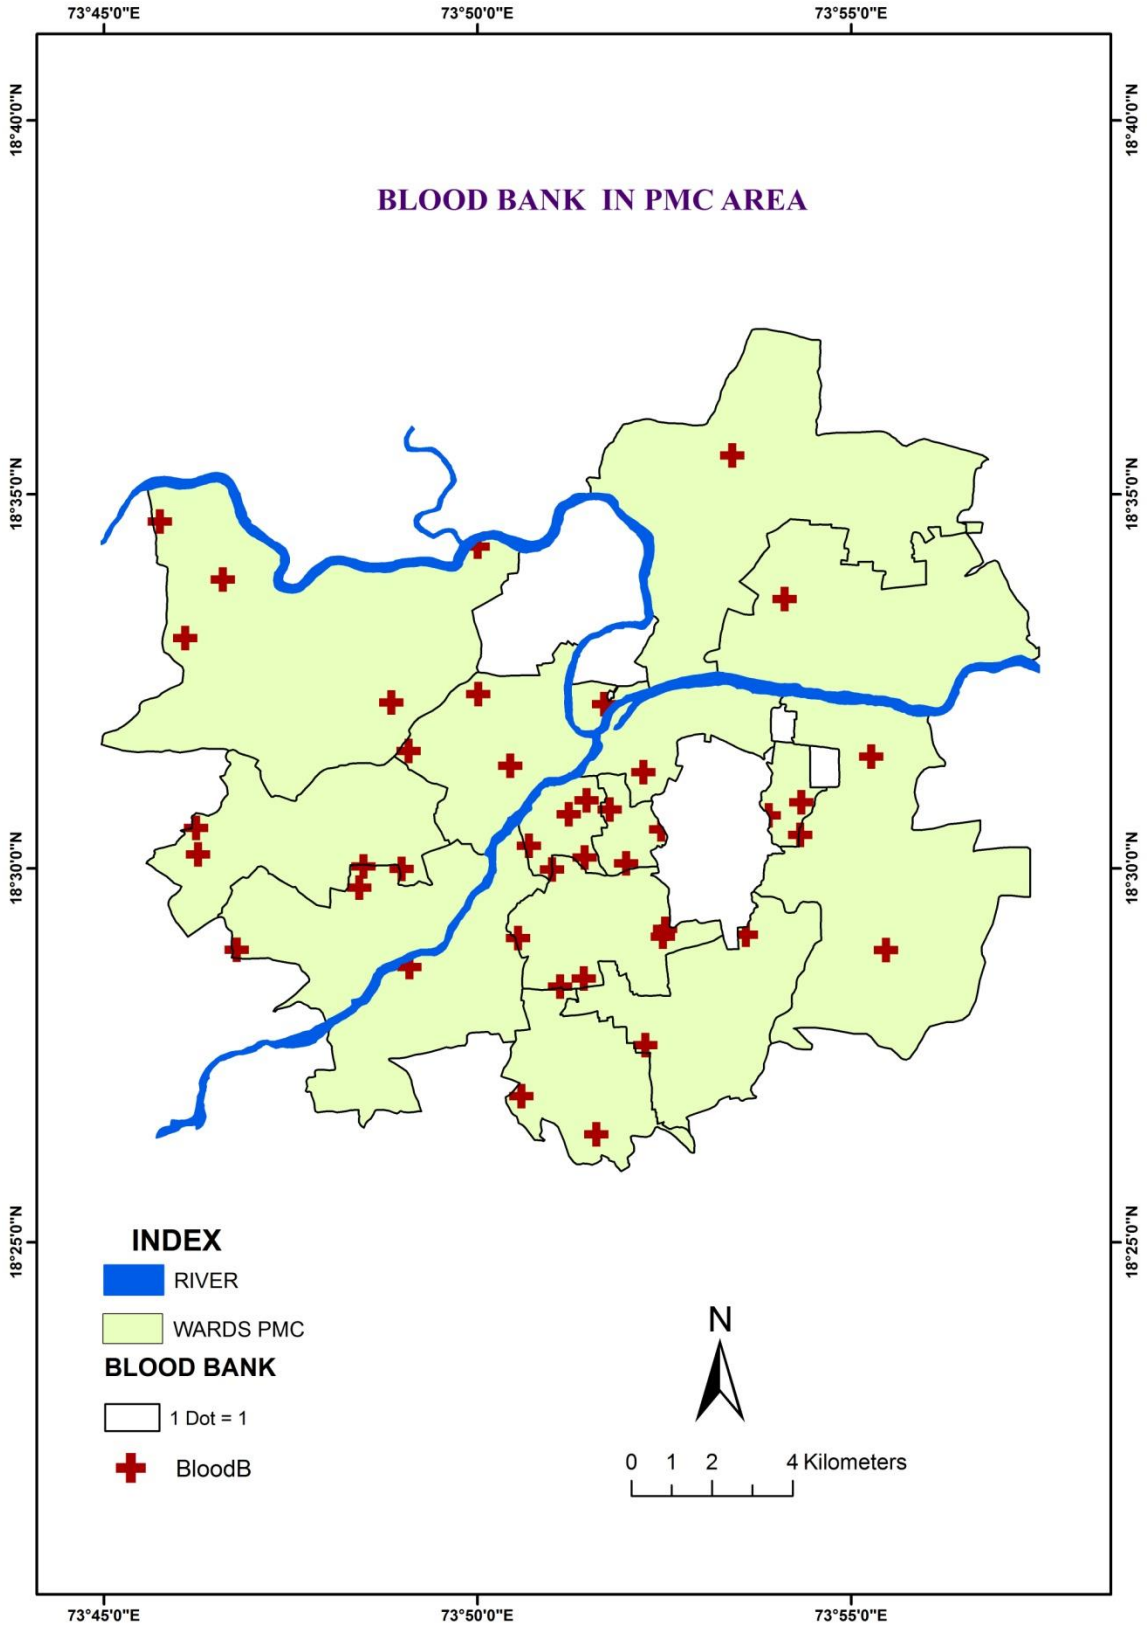 73°45'0"E 73°50'0"E 73°55'0"E
18°40'0"N 18°40'0"N
BLOOD BANK IN PMC AREA
18°35'0"N 18°35'0"N
18°30'0"N 18°30'0"N
18°25'0"N 18°25'0"N
INDEX
RIVER
WARDS PMC
BLOOD BANK
1 Dot = 1
BloodB
N
0 1 2 4 Kilometers
73°45'0"E 73°50'0"E 73°55'0"E